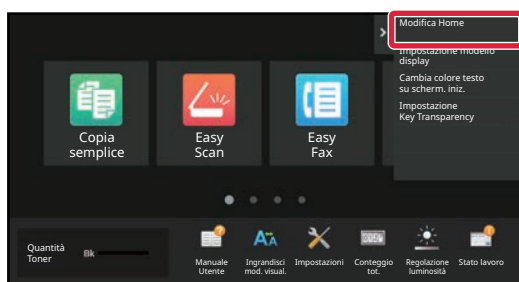 Modifica Home
Impostazione modello
display
Cambia colore testo
su scherm. iniz.
Impostazione
Key Transparency
Copia
semplice
Easy
Scan
Easy
Fax
Quantità
Toner
Bk
Manuale
Utente
Ingrandisci
mod. visual.
Impostazioni
Conteggio
tot.
Regolazione
luminosità
Stato lavoro